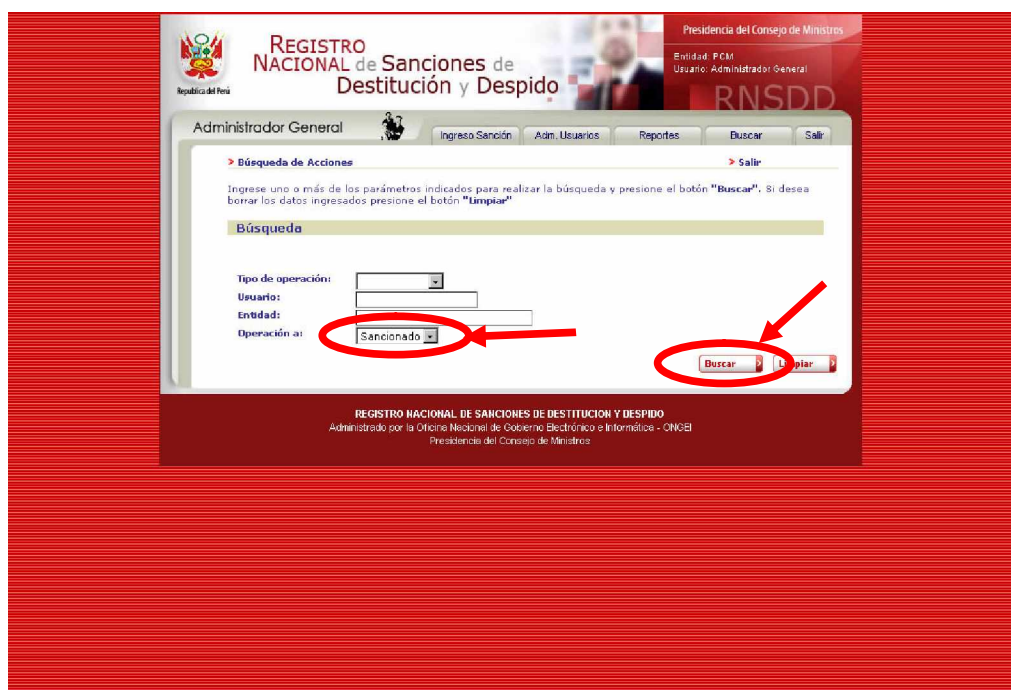 REGISTRO
NACIONAL de Sanciones de
Destitución y Despido
Republica del Perú
Presidencia del Consejo de Ministros
Entidad: PCM
Usuario: Administrador General
RNSDD
Administrador General
Ingreso Sanción Adm. Usuarios Reportes Buscar Salir
> Búsqueda de Acciones > Salir
Ingrese uno o más de los parámetros indicados para realizar la búsqueda y presione el botón "Buscar". Si desea
borrar los datos ingresados presione el botón "Limpiar"
Búsqueda
Tipo de operación:
Usuario:
Entidad:
Operación a: Sancionado
Buscar Limpiar
REGISTRO NACIONAL DE SANCIONES DE DESTITUCION Y DESPIDO
Administrado por la Oficina Nacional de Gobierno Electrónico e Informática - ONGEI
Presidencia del Consejo de Ministros